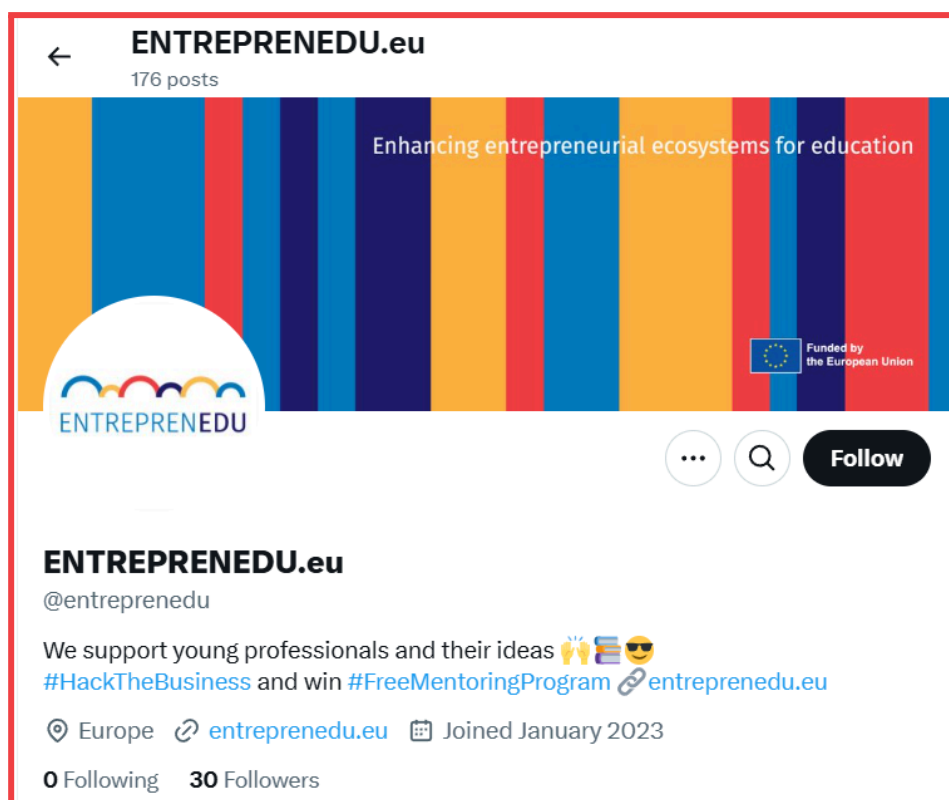 ENTREPRENEDU.eu
176 posts
Enhancing entrepreneurial ecosystems for education
Funded by
the European Union
ENTREPRENEDU
Follow
ENTREPRENEDU.eu
@entreprenedu
We support young professionals and their ideas 🙌📚😎
#HackTheBusiness and win #FreeMentoringProgram 🔗entreprenedu.eu
Europe entreprenedu.eu Joined January 2023
0 Following 30 Followers